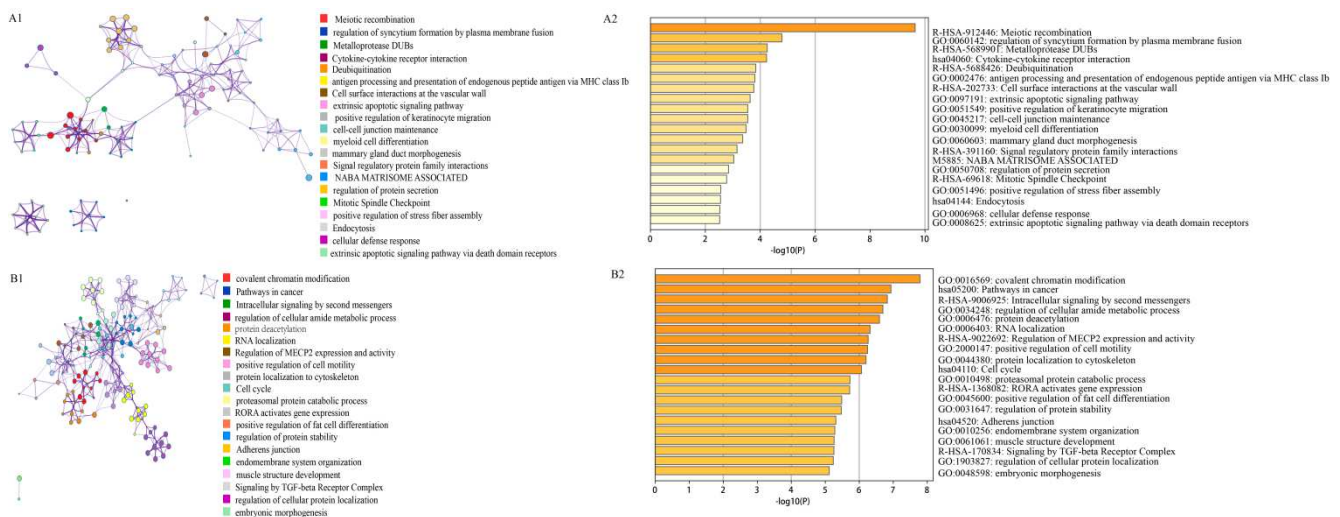 A1
Meiotic recombination
regulation of syncytium formation by plasma membrane fusion
Metalloprotease DUBs
Cytokine-cytokine receptor interaction
Deubiquitination
antigen processing and presentation of endogenous peptide antigen via MHC class Ib
Cell surface interactions at the vascular wall
extrinsic apoptotic signaling pathway
positive regulation of keratinocyte migration
cell-cell junction maintenance
myeloid cell differentiation
mammary gland duct morphogenesis
Signal regulatory protein family interactions
NABA MATRISOME ASSOCIATED
regulation of protein secretion
Mitotic Spindle Checkpoint
positive regulation of stress fiber assembly
Endocytosis
cellular defense response
extrinsic apoptotic signaling pathway via death domain receptors
A2
R-HSA-912446: Meiotic recombination
GO:0060142: regulation of syncytium formation by plasma membrane fusion
R-HSA-5689901: Metalloprotease DUBs
hsa04060: Cytokine-cytokine receptor interaction
R-HSA-5688426: Deubiquitination
GO:0002476: antigen processing and presentation of endogenous peptide antigen via MHC class Ib
R-HSA-202733: Cell surface interactions at the vascular wall
GO:0097191: extrinsic apoptotic signaling pathway
GO:0051549: positive regulation of keratinocyte migration
GO:0045217: cell-cell junction maintenance
GO:0030099: myeloid cell differentiation
GO:0060603: mammary gland duct morphogenesis
R-HSA-391160: Signal regulatory protein family interactions
M5885: NABA MATRISOME ASSOCIATED
GO:0050708: regulation of protein secretion
R-HSA-69618: Mitotic Spindle Checkpoint
GO:0051496: positive regulation of stress fiber assembly
hsa04144: Endocytosis
GO:0006968: cellular defense response
GO:0008625: extrinsic apoptotic signaling pathway via death domain receptors
0 1 2 3 4 5 6 7 8 9 10
-log10(P)
B1
covalent chromatin modification
Pathways in cancer
Intracellular signaling by second messengers
regulation of cellular amide metabolic process
protein deacetylation
RNA localization
Regulation of MECP2 expression and activity
positive regulation of cell motility
protein localization to cytoskeleton
Cell cycle
proteasomal protein catabolic process
RORA activates gene expression
positive regulation of fat cell differentiation
regulation of protein stability
Adherens junction
endomembrane system organization
muscle structure development
Signaling by TGF-beta Receptor Complex
regulation of cellular protein localization
embryonic morphogenesis
B2
GO:0016569: covalent chromatin modification
hsa05200: Pathways in cancer
R-HSA-9006925: Intracellular signaling by second messengers
GO:0034248: regulation of cellular amide metabolic process
GO:0006476: protein deacetylation
GO:0006403: RNA localization
R-HSA-9022692: Regulation of MECP2 expression and activity
GO:2000147: positive regulation of cell motility
GO:0044380: protein localization to cytoskeleton
hsa04110: Cell cycle
GO:0010498: proteasomal protein catabolic process
R-HSA-1368082: RORA activates gene expression
GO:0045600: positive regulation of fat cell differentiation
GO:0031647: regulation of protein stability
hsa04520: Adherens junction
GO:0010256: endomembrane system organization
GO:0061061: muscle structure development
R-HSA-170834: Signaling by TGF-beta Receptor Complex
GO:1903827: regulation of cellular protein localization
GO:0048598: embryonic morphogenesis
0 1 2 3 4 5 6 7 8
-log10(P)